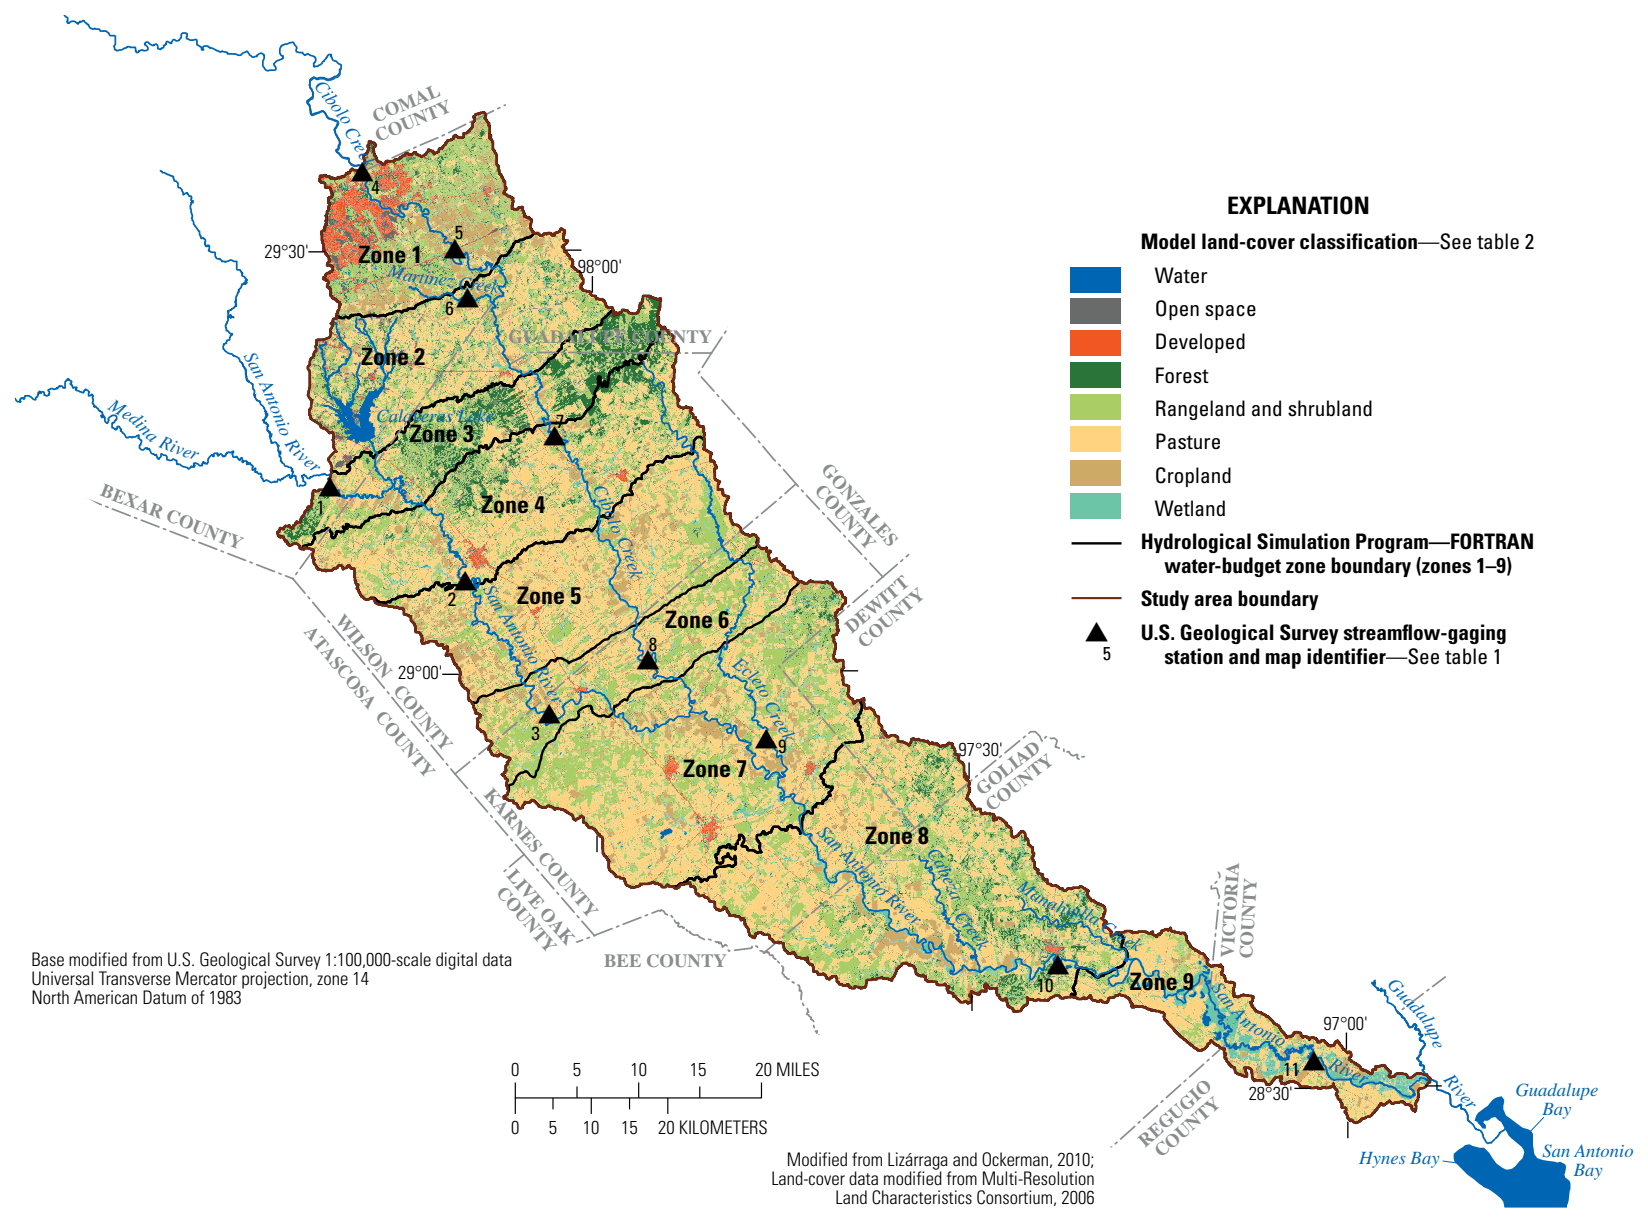 Cibolo Creek
COMAL
COUNTY
4
5
29°30'
Zone 1
98°00'
Martinez Creek
6
GUADALUPE COUNTY
Zone 2
San Antonio River
Medina River
Calaveras Lake
Zone 3
7
1
BEXAR COUNTY
Zone 4
Cibolo Creek
GONZALES
COUNTY
2
Zone 5
San Antonio River
Zone 6
DEWITT
COUNTY
WILSON COUNTY
ATASCOSA COUNTY
8
29°00'
Ecleto Creek
3
9
97°30'
Zone 7
GOLIAD
COUNTY
KARNES COUNTY
LIVE OAK
COUNTY
Zone 8
San Antonio River
Cabeza Creek
Manahuilla Creek
BEE COUNTY
10
Zone 9
VICTORIA
COUNTY
San Antonio River
11
97°00'
28°30'
REGUGIO
COUNTY
Guadalupe River
Guadalupe
Bay
San Antonio
Bay
Hynes Bay
EXPLANATION
Model land-cover classification—See table 2
Water
Open space
Developed
Forest
Rangeland and shrubland
Pasture
Cropland
Wetland
Hydrological Simulation Program—FORTRAN
water-budget zone boundary (zones 1–9)
Study area boundary
U.S. Geological Survey streamflow-gaging
5 station and map identifier—See table 1
Base modified from U.S. Geological Survey 1:100,000-scale digital data
Universal Transverse Mercator projection, zone 14
North American Datum of 1983
0 5 10 15 20 MILES
0 5 10 15 20 KILOMETERS
Modified from Lizárraga and Ockerman, 2010;
Land-cover data modified from Multi-Resolution
Land Characteristics Consortium, 2006